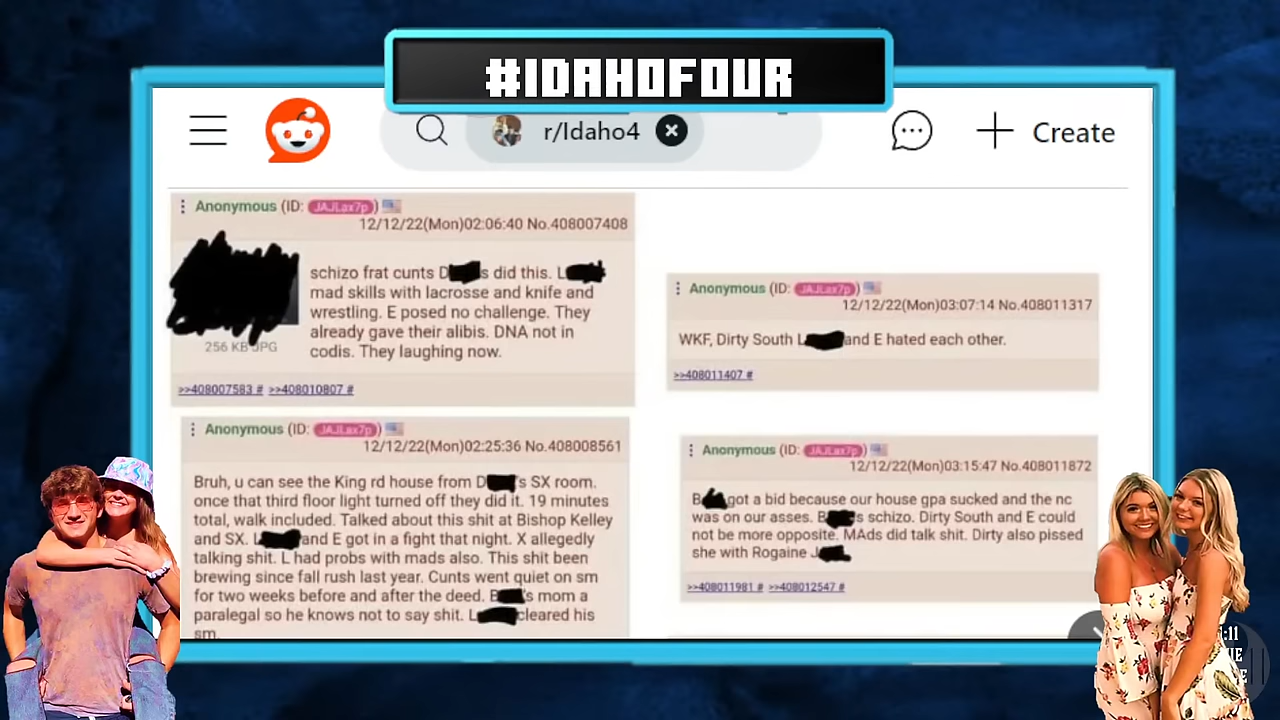 #IDAHOFOUR
r/Idaho4
Create
Anonymous (ID: JAJLax7p)
12/12/22(Mon)02:06:40 No.408007408
schizo frat cunts D s did this. L
mad skills with lacrosse and knife and
wrestling. E posed no challenge. They
already gave their alibis. DNA not in
codis. They laughing now.
256 KB JPG
>>408007583 # >>408010807 #
Anonymous (ID: JAJLax7p)
12/12/22(Mon)02:25:36 No.408008561
Bruh, u can see the King rd house from D 's SX room.
once that third floor light turned off they did it. 19 minutes
total, walk included. Talked about this shit at Bishop Kelley
and SX. L and E got in a fight that night. X allegedly
talking shit. L had probs with mads also. This shit been
brewing since fall rush last year. Cunts went quiet on sm
for two weeks before and after the deed. B 's mom a
paralegal so he knows not to say shit. L cleared his
sm.
Anonymous (ID: JAJLax7p)
12/12/22(Mon)03:07:14 No.408011317
WKF, Dirty South L and E hated each other.
>>408011407 #
Anonymous (ID: JAJLax7p)
12/12/22(Mon)03:15:47 No.408011872
B got a bid because our house gpa sucked and the nc
was on our asses. B s schizo. Dirty South and E could
not be more opposite. MAds did talk shit. Dirty also pissed
she with Rogaine J
>>408011981 # >>408012547 #
:11